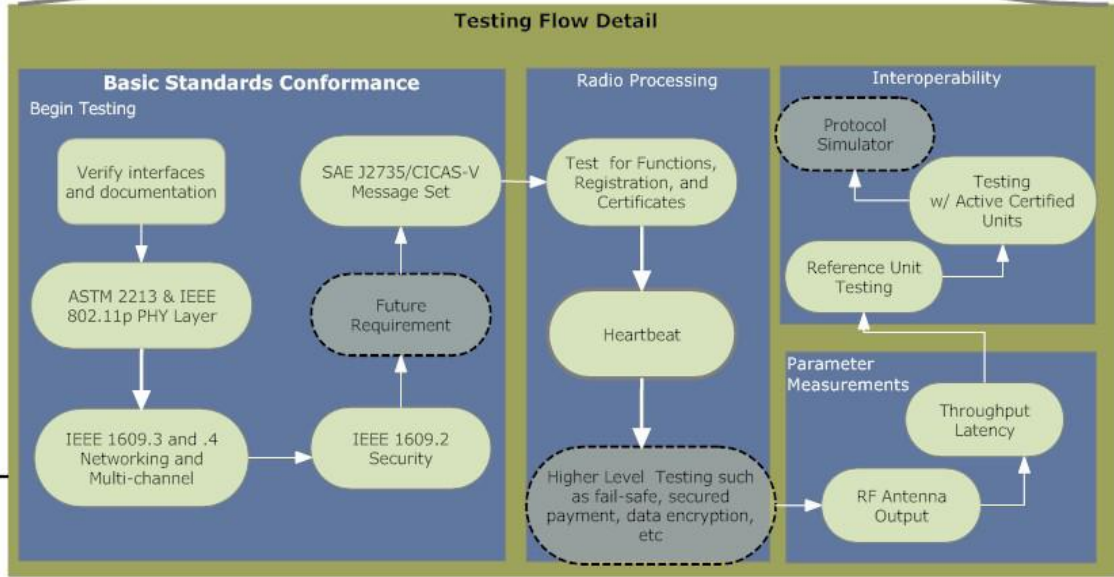 Testing Flow Detail
Basic Standards Conformance
Begin Testing
Verify interfaces
and documentation
ASTM 2213 & IEEE
802.11p PHY Layer
IEEE 1609.3 and .4
Networking and
Multi-channel
IEEE 1609.2
Security
Future
Requirement
SAE J2735/CICAS-V
Message Set
Radio Processing
Test for Functions,
Registration, and
Certificates
Heartbeat
Higher Level Testing such
as fail-safe, secured
payment, data encryption,
etc
Parameter
Measurements
RF Antenna
Output
Throughput
Latency
Interoperability
Reference Unit
Testing
Testing
w/ Active Certified
Units
Protocol
Simulator